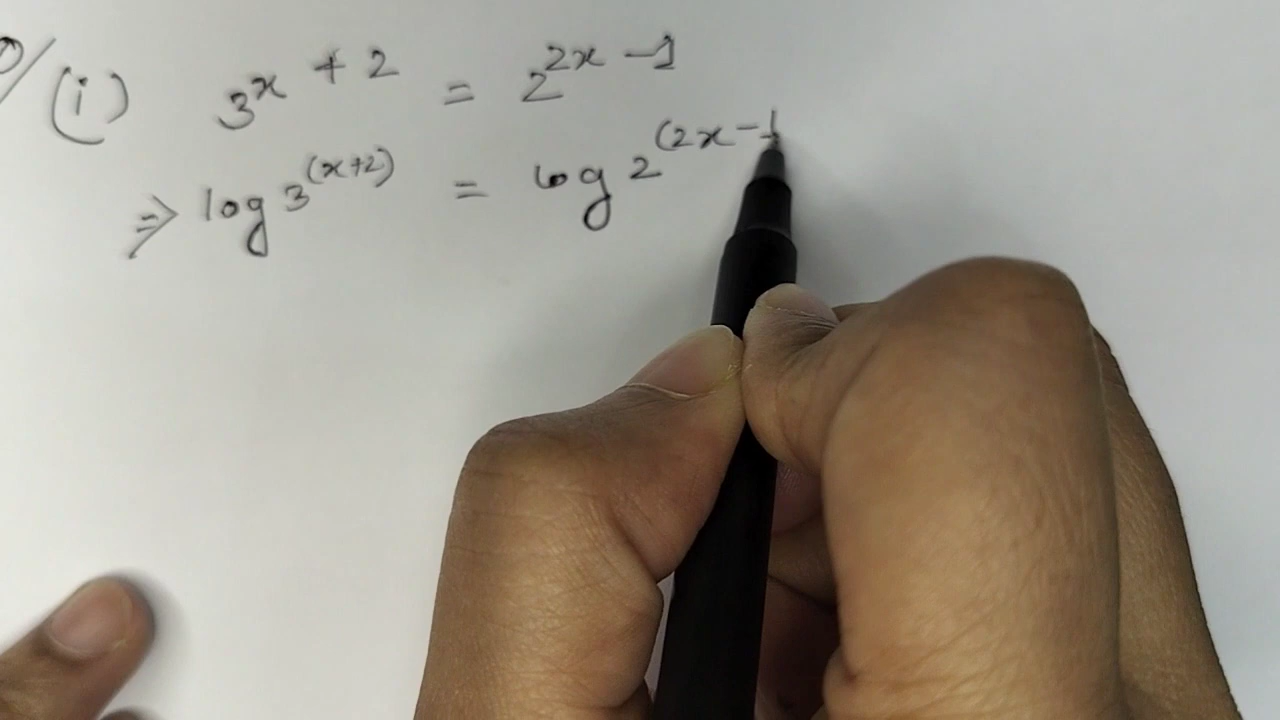 (i) 3^x + 2 = 2^2x - 1
⇒ log 3^(x+2) = log 2^(2x-1